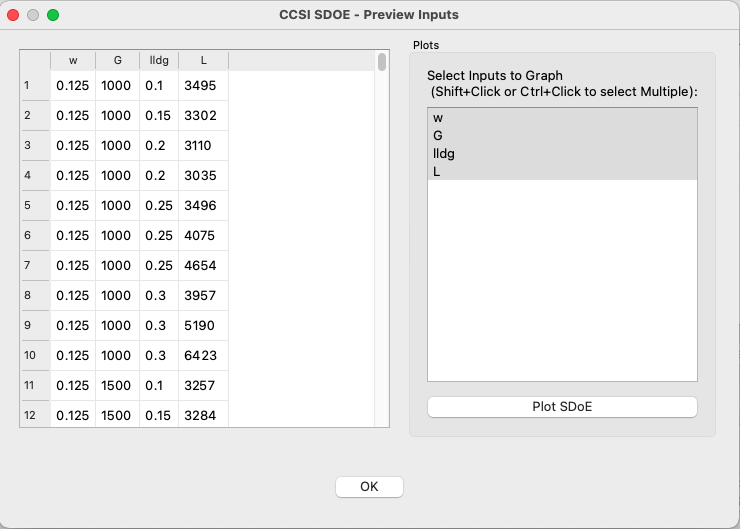 CCSI SDOE - Preview Inputs
w G lldg L
1 0.125 1000 0.1 3495
2 0.125 1000 0.15 3302
3 0.125 1000 0.2 3110
4 0.125 1000 0.2 3035
5 0.125 1000 0.25 3496
6 0.125 1000 0.25 4075
7 0.125 1000 0.25 4654
8 0.125 1000 0.3 3957
9 0.125 1000 0.3 5190
10 0.125 1000 0.3 6423
11 0.125 1500 0.1 3257
12 0.125 1500 0.15 3284
Plots
Select Inputs to Graph
(Shift+Click or Ctrl+Click to select Multiple):
w
G
lldg
L
Plot SDoE
OK